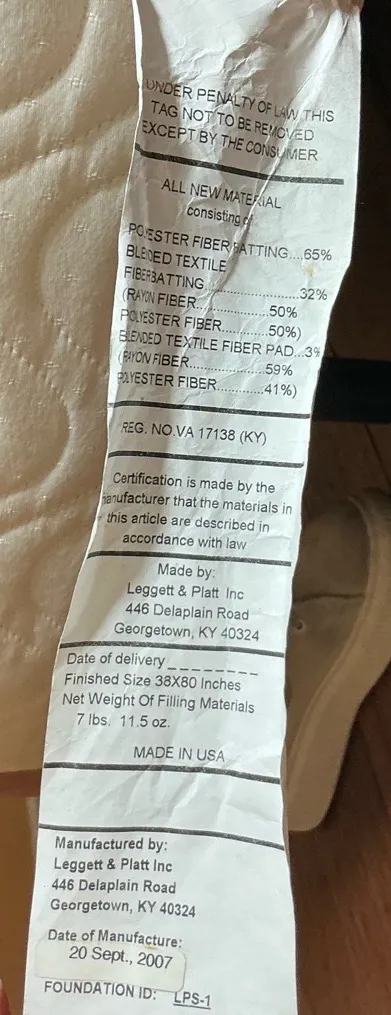 UNDER PENALTY OF LAW THIS
TAG NOT TO BE REMOVED
EXCEPT BY THE CONSUMER
ALL NEW MATERIAL
consisting of
POLYESTER FIBER BATTING....65%
BLENDED TEXTILE
FIBERBATTING......................32%
(RAYON FIBER.................50%
POLYESTER FIBER...........50%)
BLENDED TEXTILE FIBER PAD...3%
(RAYON FIBER.................59%
POLYESTER FIBER............41%)
REG. NO.VA 17138 (KY)
Certification is made by the
manufacturer that the materials in
this article are described in
accordance with law
Made by:
Leggett & Platt Inc
446 Delaplain Road
Georgetown, KY 40324
Date of delivery_________
Finished Size 38X80 Inches
Net Weight Of Filling Materials
7 lbs. 11.5 oz.
MADE IN USA
Manufactured by:
Leggett & Platt Inc
446 Delaplain Road
Georgetown, KY 40324
Date of Manufacture:
20 Sept., 2007
FOUNDATION ID: LPS-1